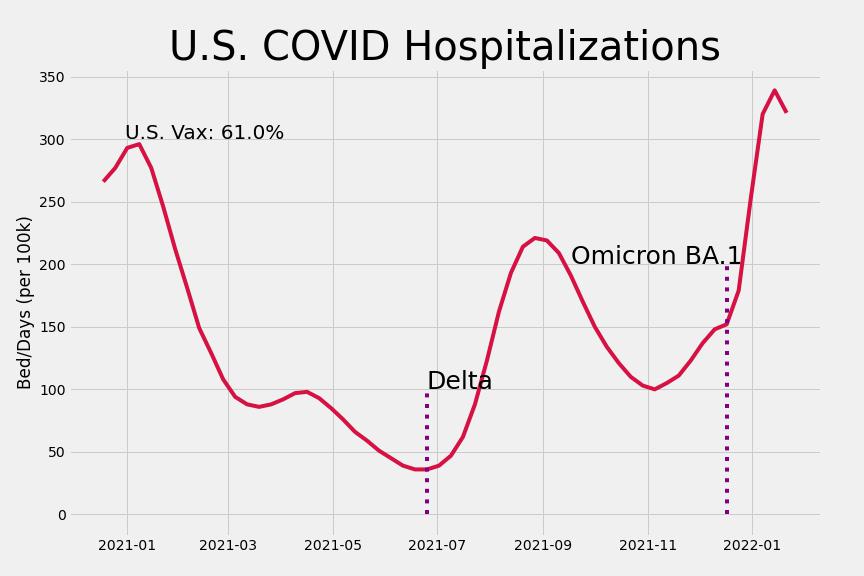 U.S. COVID Hospitalizations
350
U.S. Vax: 61.0%
300
250
Omicron BA.1
200
150
Delta
100
50
0
Bed/Days (per 100k)
2021-01 2021-03 2021-05 2021-07 2021-09 2021-11 2022-01